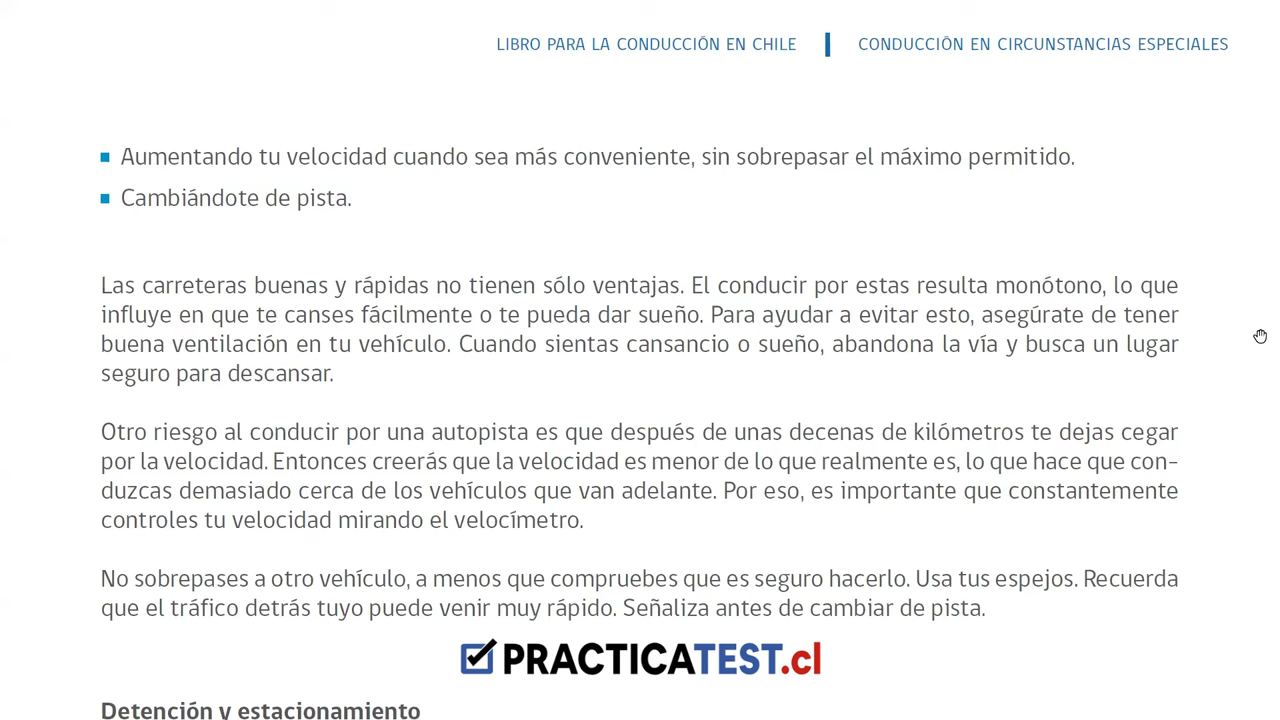 LIBRO PARA LA CONDUCCIÓN EN CHILE | CONDUCCIÓN EN CIRCUNSTANCIAS ESPECIALES
Aumentando tu velocidad cuando sea más conveniente, sin sobrepasar el máximo permitido.
Cambiándote de pista.
Las carreteras buenas y rápidas no tienen sólo ventajas. El conducir por estas resulta monótono, lo que
influye en que te canses fácilmente o te pueda dar sueño. Para ayudar a evitar esto, asegúrate de tener
buena ventilación en tu vehículo. Cuando sientas cansancio o sueño, abandona la vía y busca un lugar
seguro para descansar.
Otro riesgo al conducir por una autopista es que después de unas decenas de kilómetros te dejas cegar
por la velocidad. Entonces creerás que la velocidad es menor de lo que realmente es, lo que hace que con-
duzcas demasiado cerca de los vehículos que van adelante. Por eso, es importante que constantemente
controles tu velocidad mirando el velocímetro.
No sobrepases a otro vehículo, a menos que compruebes que es seguro hacerlo. Usa tus espejos. Recuerda
que el tráfico detrás tuyo puede venir muy rápido. Señaliza antes de cambiar de pista.
PRACTICATEST.cl
Detención y estacionamiento